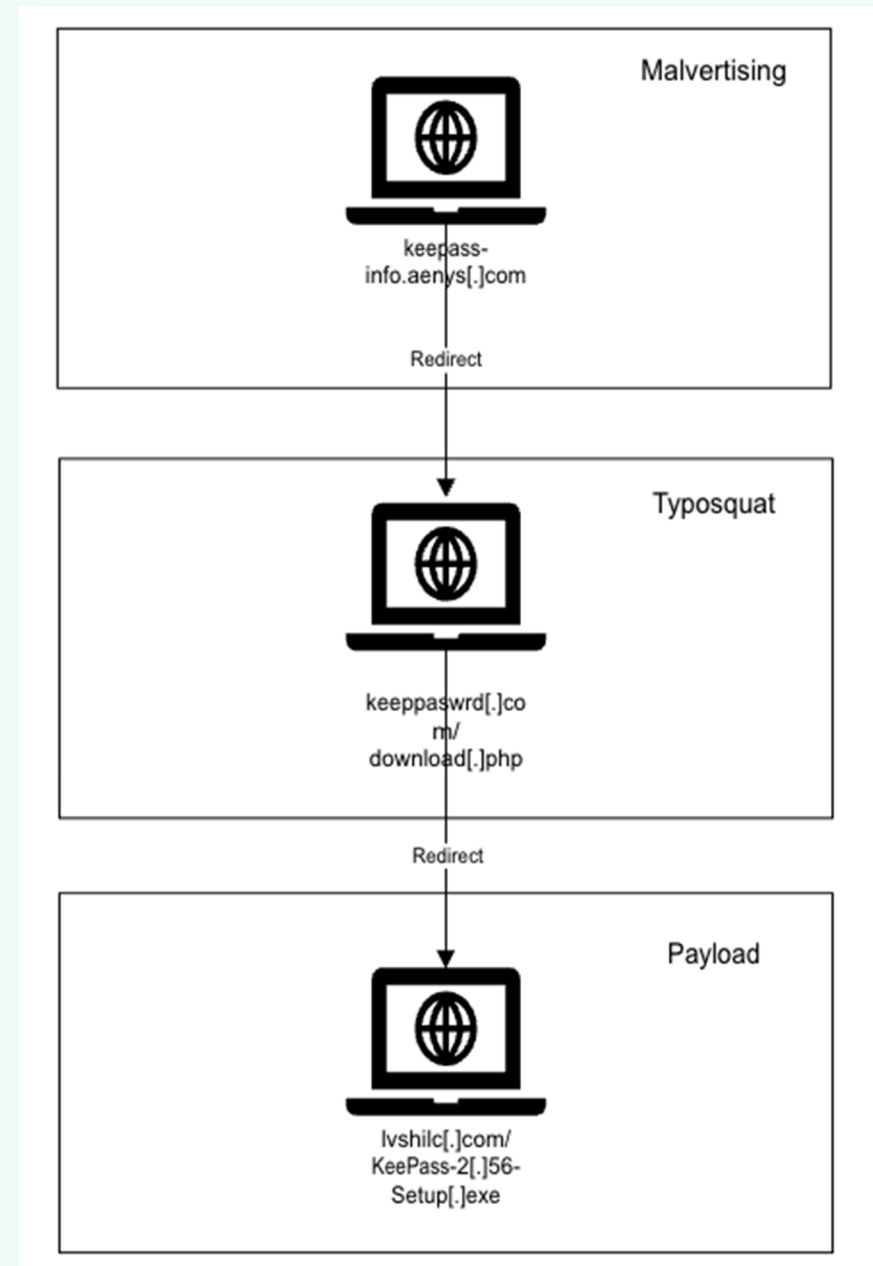 Malvertising
keepass-
info.aenys[.]com
Redirect
Typosquat
keeppaswrd[.]co
m/
download[.]php
Redirect
Payload
lvshilc[.]com/
KeePass-2[.]56-
Setup[.]exe